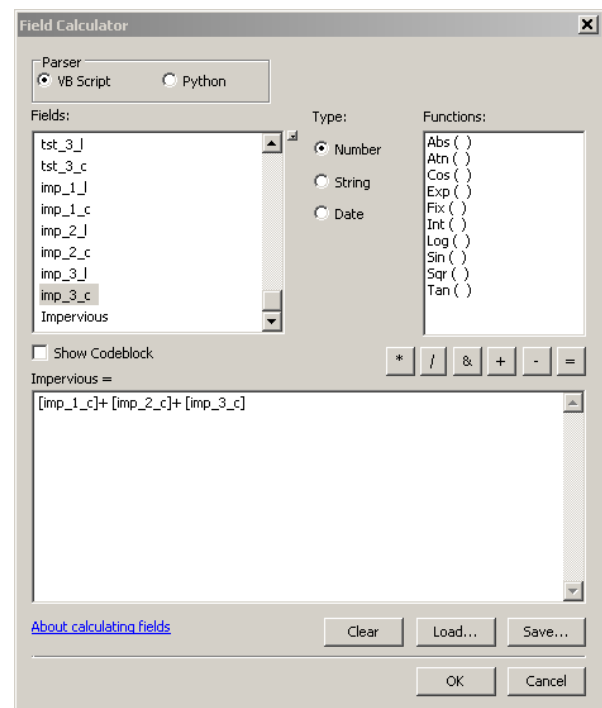 Field Calculator
Parser
VB Script Python
Fields: Type: Functions:
tst_3_l
tst_3_c
imp_1_l
imp_1_c
imp_2_l
imp_2_c
imp_3_l
imp_3_c
Impervious
Number
String
Date
Abs ( )
Atn ( )
Cos ( )
Exp ( )
Fix ( )
Int ( )
Log ( )
Sin ( )
Sqr ( )
Tan ( )
Show Codeblock
* / & + - =
Impervious =
[imp_1_c]+ [imp_2_c]+ [imp_3_c]
About calculating fields Clear Load... Save...
OK Cancel